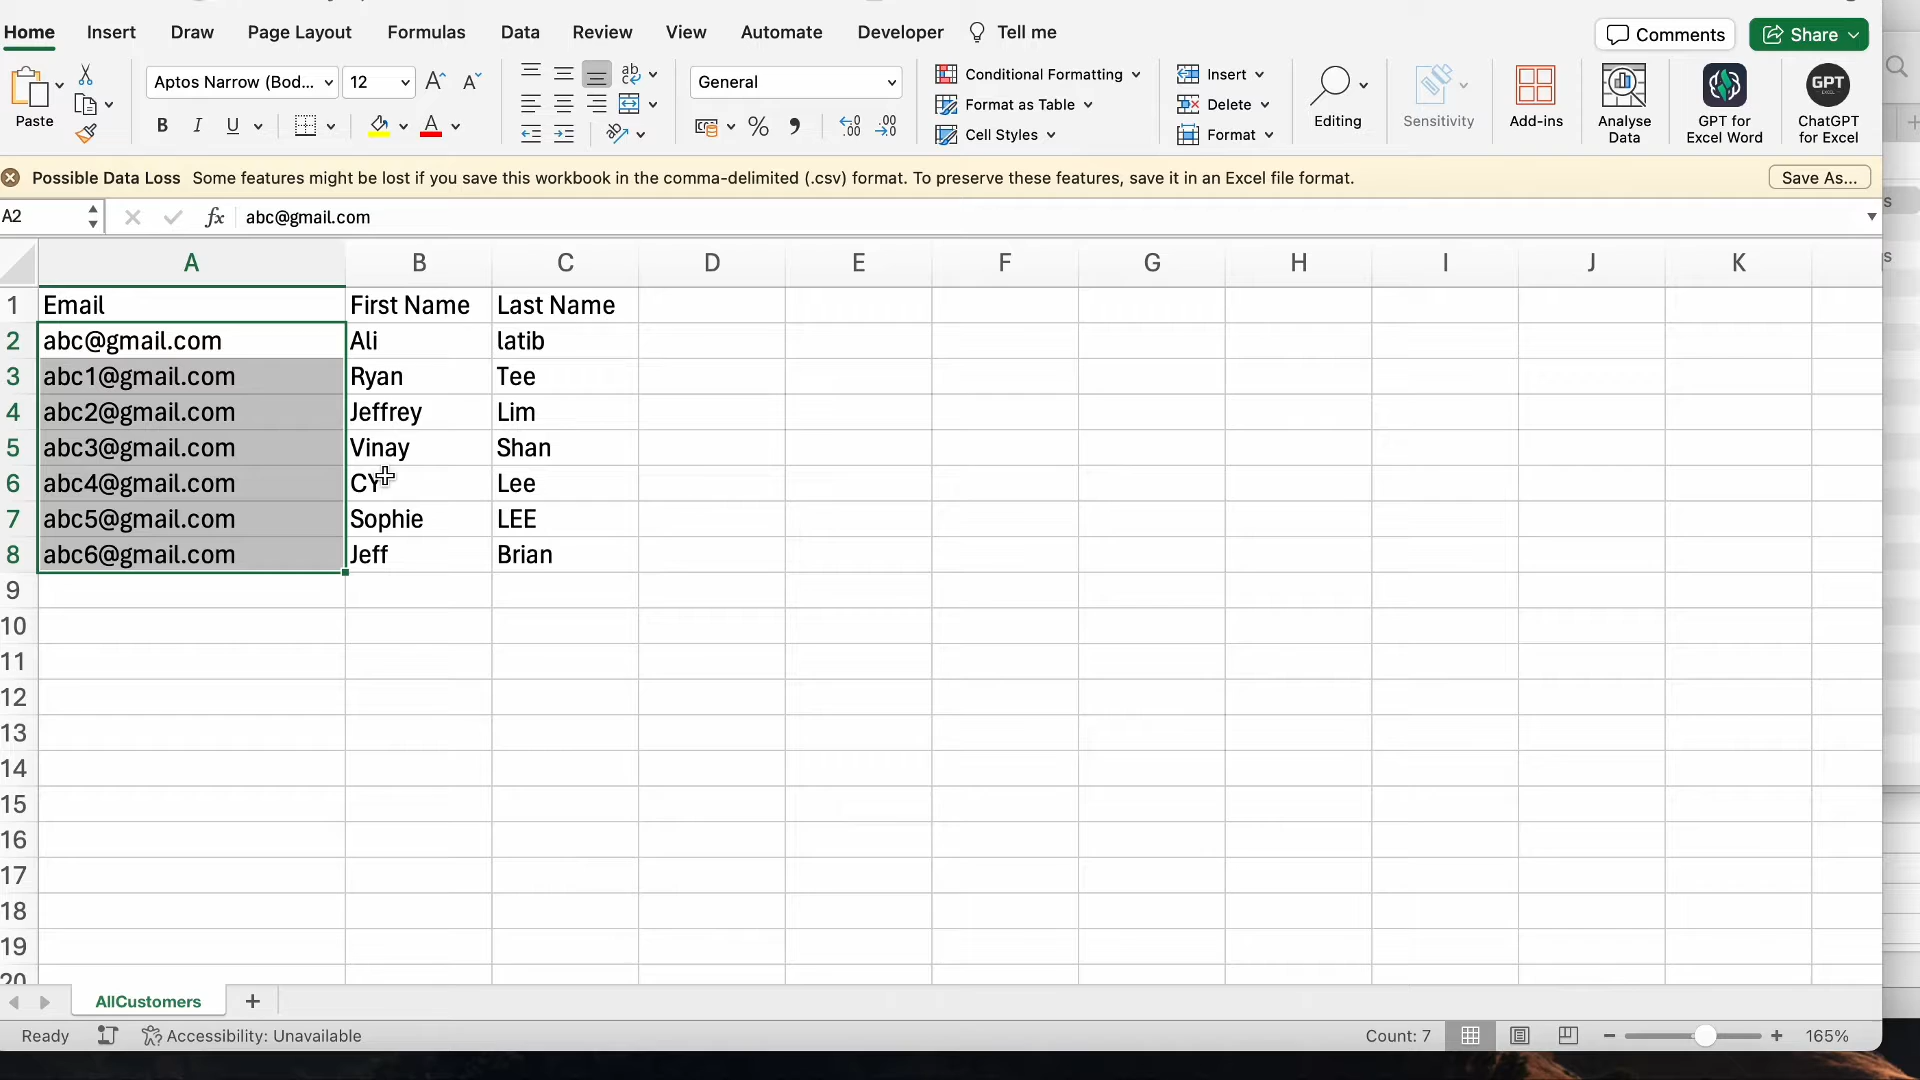 Home Insert Draw Page Layout Formulas Data Review View Automate Developer Tell me Comments Share
Paste
Aptos Narrow (Bod... 12
General
Conditional Formatting
Format as Table
Cell Styles
Insert
Delete
Format
Editing
Sensitivity
Add-ins
Analyse
Data
GPT for
Excel Word
GPT
EXCEL
ChatGPT
for Excel
Possible Data Loss Some features might be lost if you save this workbook in the comma-delimited (.csv) format. To preserve these features, save it in an Excel file format. Save As...
A2 fx abc@gmail.com
A B C D E F G H I J K
1 Email First Name Last Name
2 abc@gmail.com Ali latib
3 abc1@gmail.com Ryan Tee
4 abc2@gmail.com Jeffrey Lim
5 abc3@gmail.com Vinay Shan
6 abc4@gmail.com CY Lee
7 abc5@gmail.com Sophie LEE
8 abc6@gmail.com Jeff Brian
9
10
11
12
13
14
15
16
17
18
19
20
AllCustomers
Ready Accessibility: Unavailable Count: 7 165%